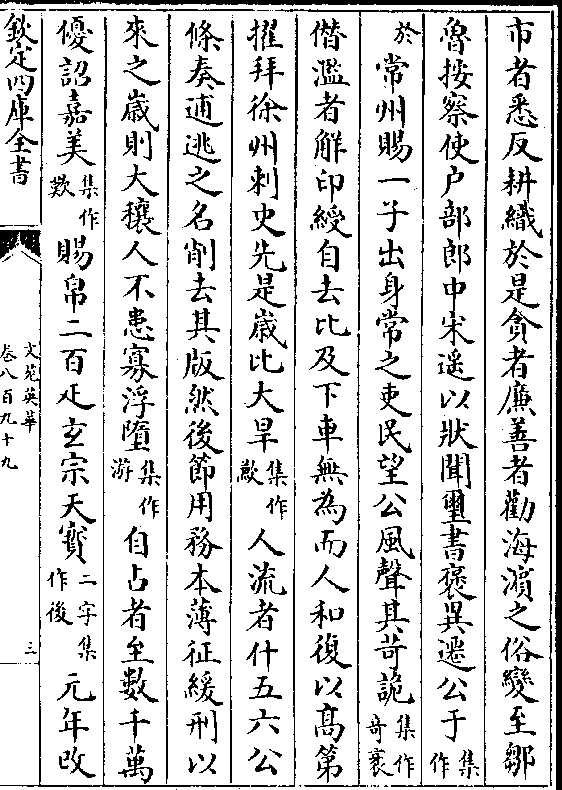 市者悉反耕織於是貪者廉善者勸海濵之俗變至鄒
魯按察使户部郎中宋遥以狀聞璽書褒異遷公于集作
於常州賜一子出身常之吏民望公風聲其苛詭集作奇衺
僭濫者解印綬自去比及下車無為而人和復以髙第
擢拜徐州刺史先是嵗比大旱集作歉人流者什五六公
條奏逋逃之名削去其版然後節用務本薄征緩刑以
來之嵗則大穰人不患寡浮墮集作游自占者至數千萬
優詔嘉美集作歎賜帛二百疋玄宗天寳二字集作後元年改
欽定四庫全書
文苑英華
卷八百九十九
三